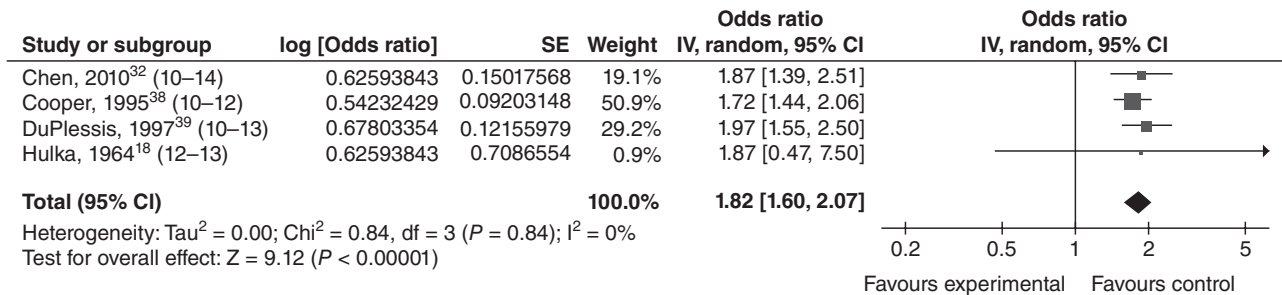 Odds ratio Odds ratio
Study or subgroup log [Odds ratio] SE Weight IV, random, 95% CI IV, random, 95% CI
Chen, 2010³² (10–14) 0.62593843 0.15017568 19.1% 1.87 [1.39, 2.51]
Cooper, 1995³⁸ (10–12) 0.54232429 0.09203148 50.9% 1.72 [1.44, 2.06]
DuPlessis, 1997³⁹ (10–13) 0.67803354 0.12155979 29.2% 1.97 [1.55, 2.50]
Hulka, 1964¹⁸ (12–13) 0.62593843 0.7086554 0.9% 1.87 [0.47, 7.50]
Total (95% CI) 100.0% 1.82 [1.60, 2.07]
Heterogeneity: Tau² = 0.00; Chi² = 0.84, df = 3 (P = 0.84); I² = 0%
Test for overall effect: Z = 9.12 (P < 0.00001)
0.2 0.5 1 2 5
Favours experimental Favours control